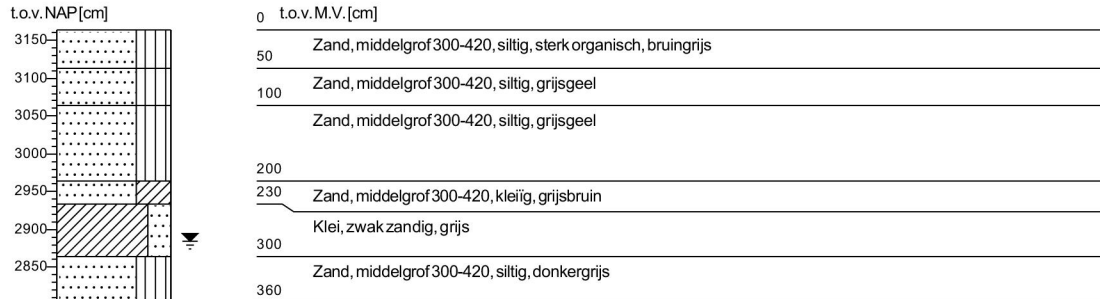 t.o.v. NAP [cm]
0 t.o.v. M.V. [cm]
3150
Zand, middelgrof 300-420, siltig, sterk organisch, bruingrijs
50
3100
Zand, middelgrof 300-420, siltig, grijsgeel
100
3050
Zand, middelgrof 300-420, siltig, grijsgeel
3000
200
2950
230
Zand, middelgrof 300-420, kleiïg, grijsbruin
2900
Klei, zwak zandig, grijs
300
2850
Zand, middelgrof 300-420, siltig, donkergrijs
360